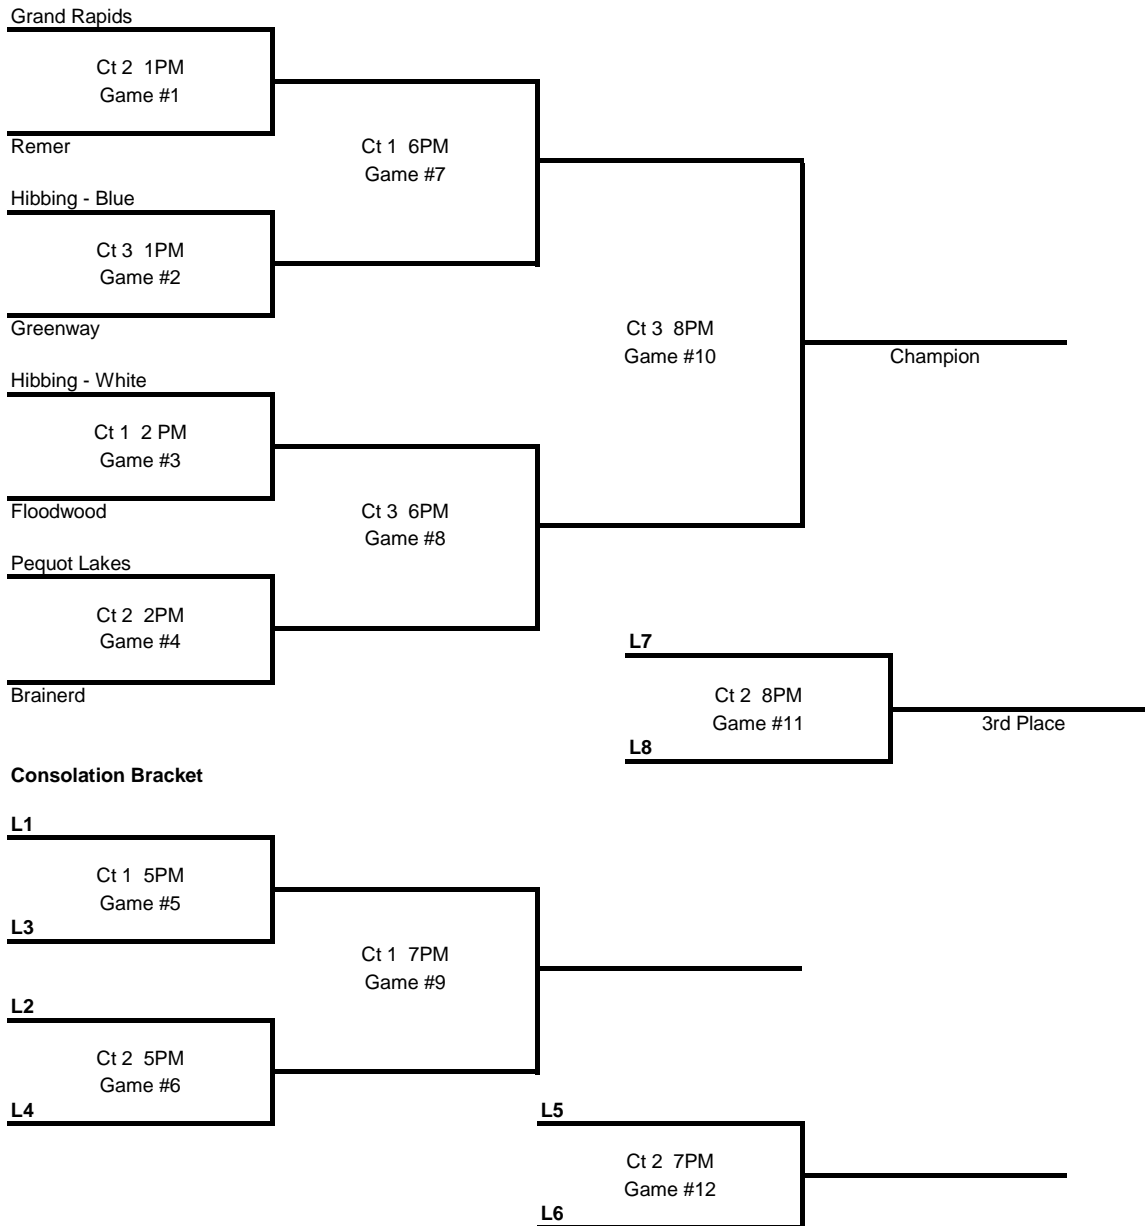 Grand Rapids
Ct 2  1PM
Game #1
Remer
Ct 1  6PM
Game #7
Hibbing - Blue
Ct 3  1PM
Game #2
Greenway
Ct 3  8PM
Game #10
Champion
Hibbing - White
Ct 1  2 PM
Game #3
Floodwood
Ct 3  6PM
Game #8
Pequot Lakes
Ct 2  2PM
Game #4
Brainerd
L7
Ct 2  8PM
Game #11
3rd Place
L8
Consolation Bracket
L1
Ct 1  5PM
Game #5
L3
Ct 1  7PM
Game #9
L2
Ct 2  5PM
Game #6
L4
L5
Ct 2  7PM
Game #12
L6